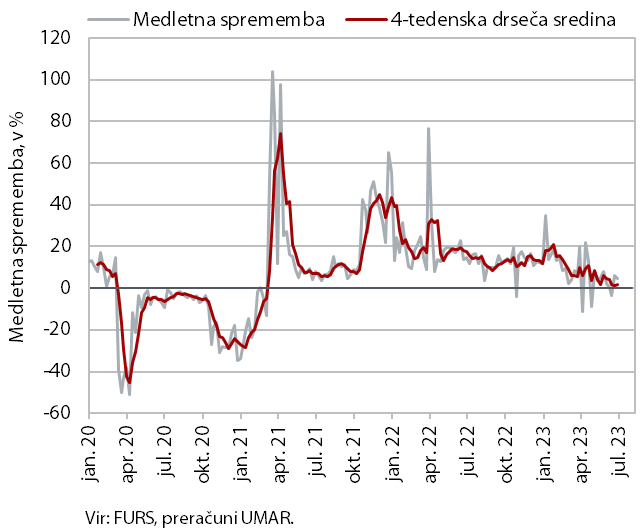 Medletna sprememba
4-tedenska drseča sredina
Medletna sprememba, v %
120
100
80
60
40
20
0
-20
-40
-60
jan. 20
apr. 20
jul. 20
okt. 20
jan. 21
apr. 21
jul. 21
okt. 21
jan. 22
apr. 22
jul. 22
okt. 22
jan. 23
apr. 23
jul. 23
Vir: FURS, preračuni UMAR.